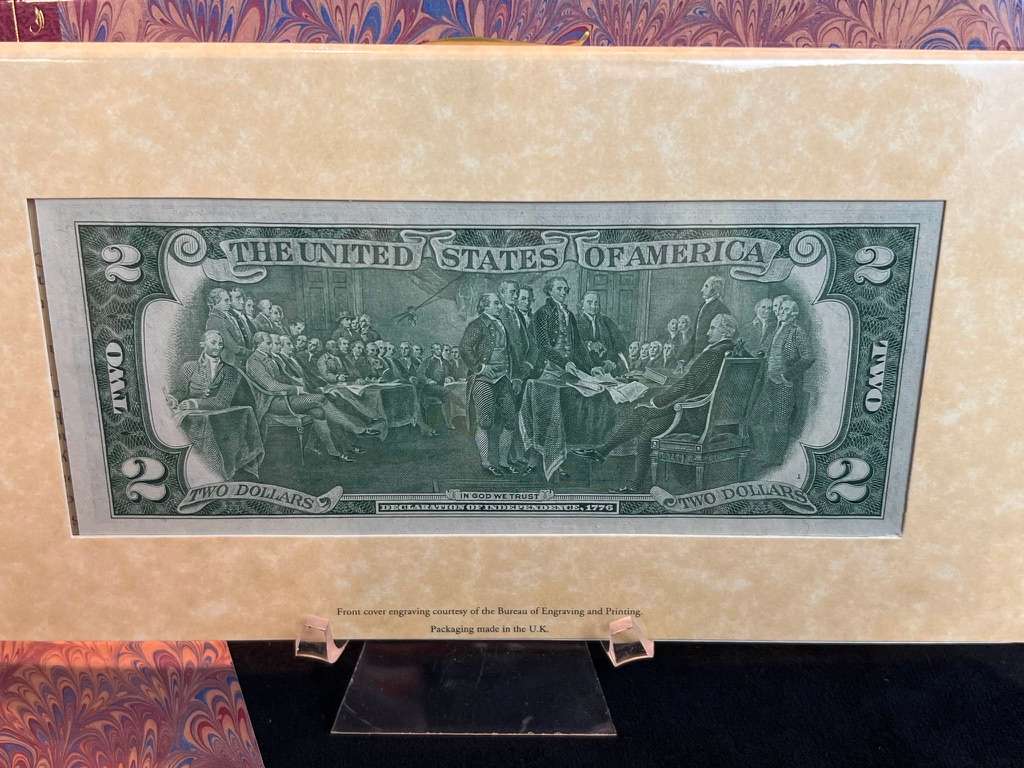 THE UNITED STATES OF AMERICA
2 2
TWO TWO
2 2
TWO DOLLARS TWO DOLLARS
IN GOD WE TRUST
DECLARATION OF INDEPENDENCE, 1776
Front cover engraving courtesy of the Bureau of Engraving and Printing.
Packaging made in the U.K.